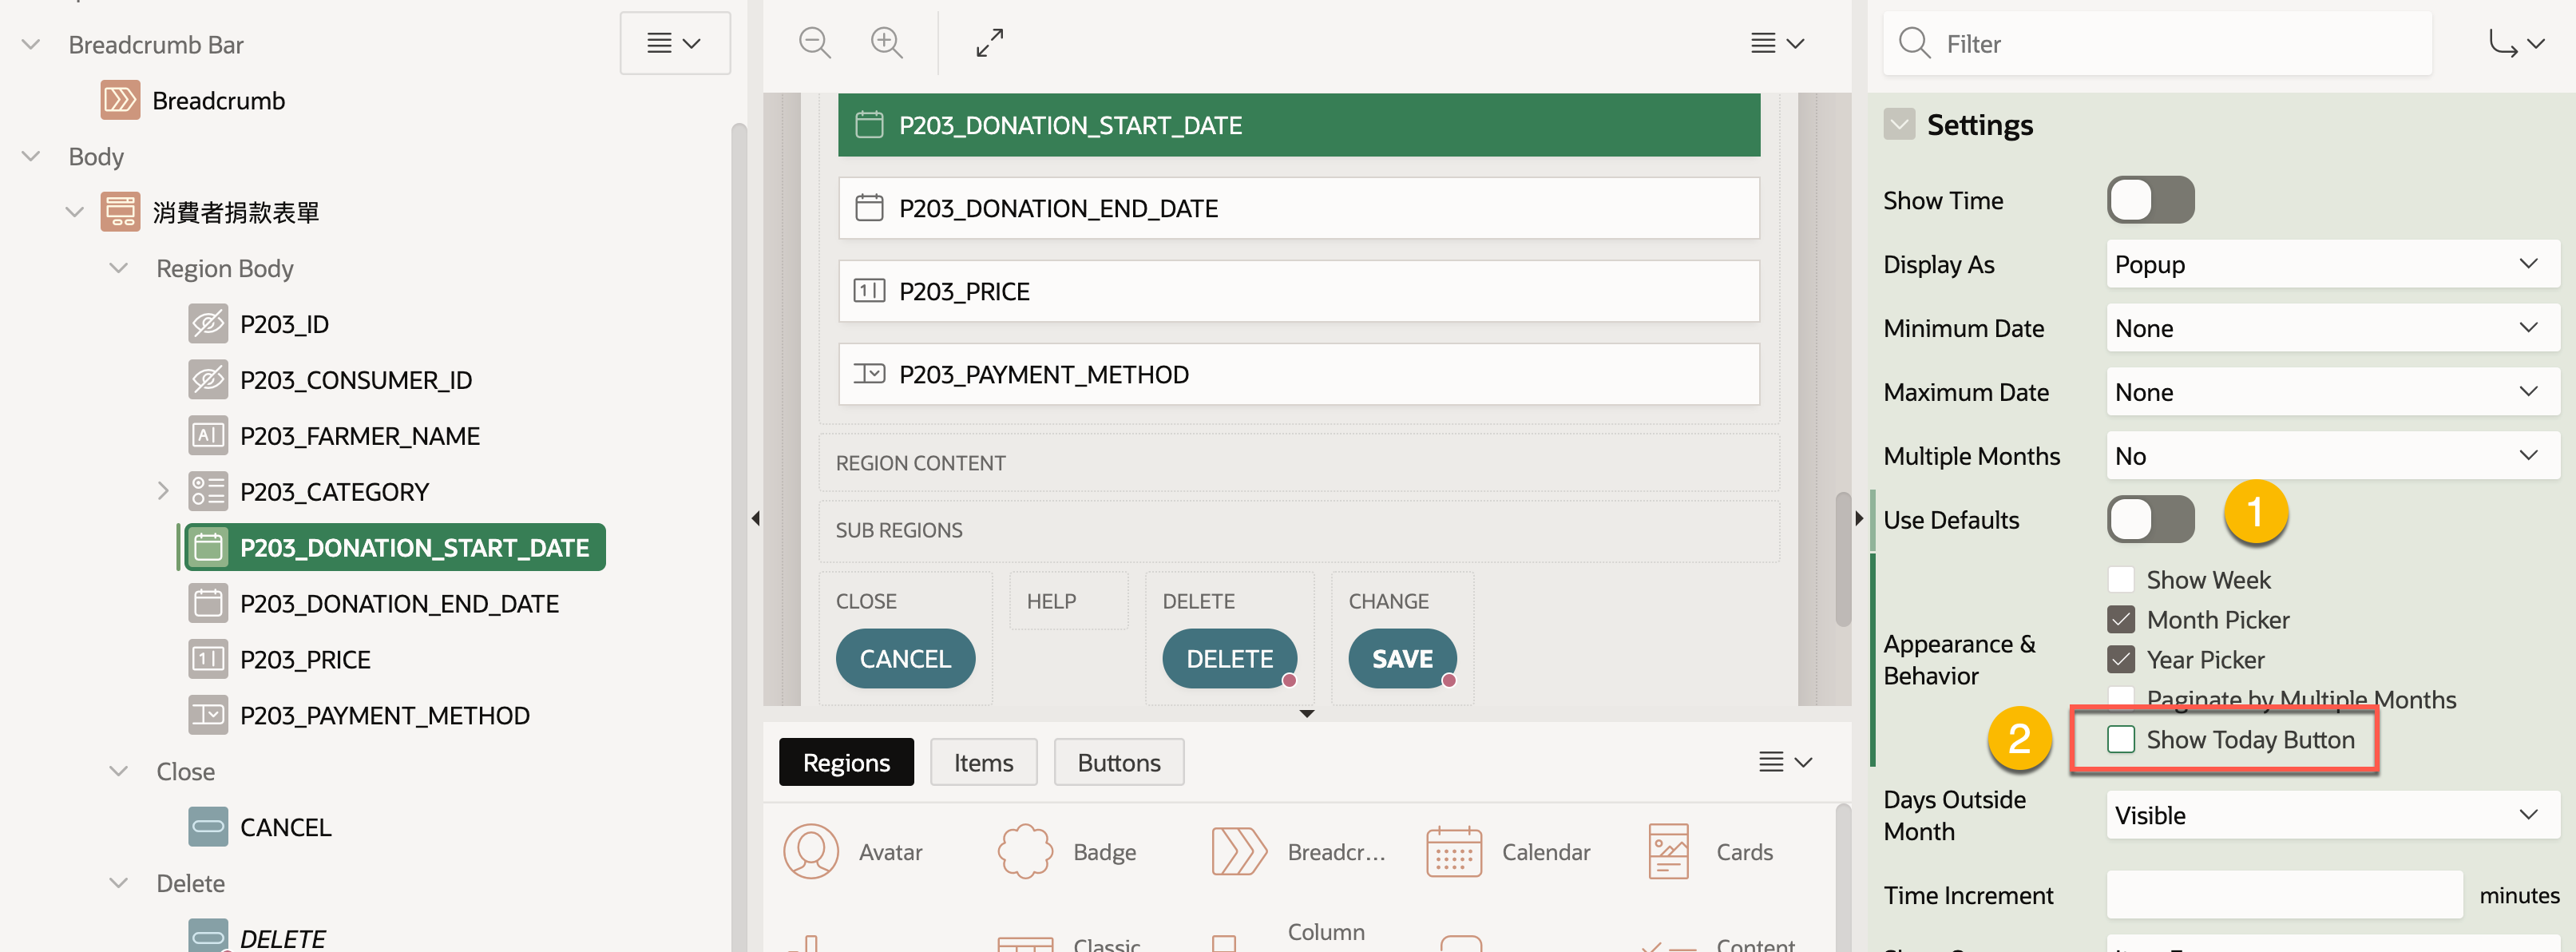 Breadcrumb Bar
Breadcrumb
Body
消費者捐款表單
Region Body
P203_ID
P203_CONSUMER_ID
P203_FARMER_NAME
P203_CATEGORY
P203_DONATION_START_DATE
P203_DONATION_END_DATE
P203_PRICE
P203_PAYMENT_METHOD
Close
CANCEL
Delete
DELETE
P203_DONATION_START_DATE
P203_DONATION_END_DATE
P203_PRICE
P203_PAYMENT_METHOD
REGION CONTENT
SUB REGIONS
CLOSE HELP DELETE CHANGE
CANCEL DELETE SAVE
Regions Items Buttons
Avatar Badge Breadcr... Calendar Cards
Classic Column Content
Filter
Settings
Show Time
Display As Popup
Minimum Date None
Maximum Date None
Multiple Months No
Use Defaults 1
Appearance & Behavior
Show Week
Month Picker
Year Picker
Paginate by Multiple Months
2 Show Today Button
Days Outside Month Visible
Time Increment minutes